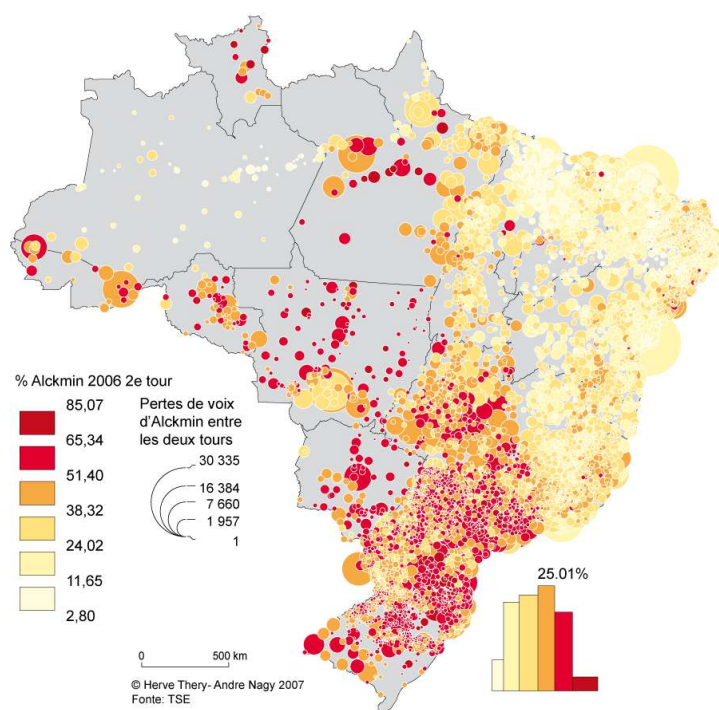 % Alckmin 2006 2e tour
85,07
65,34
51,40
38,32
24,02
11,65
2,80
Pertes de voix
d'Alckmin entre
les deux tours
30 335
16 384
7 660
1 957
1
0
500 km
© Herve Thery- Andre Nagy 2007
Fonte: TSE
25.01%